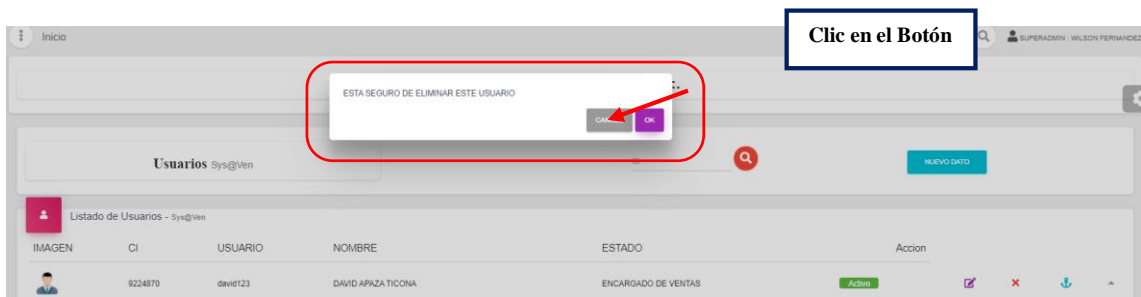 Clic en el Botón
Inicio
SUPERADMIN : WILSON FERNANDEZ
ESTA SEGURO DE ELIMINAR ESTE USUARIO
OK
Usuarios Sys@Ven
NUEVO DATO
Listado de Usuarios - Sys@Ven
IMAGEN CI USUARIO NOMBRE ESTADO Accion
9224870 david123 DAVID APAZA TICONA ENCARGADO DE VENTAS Activo